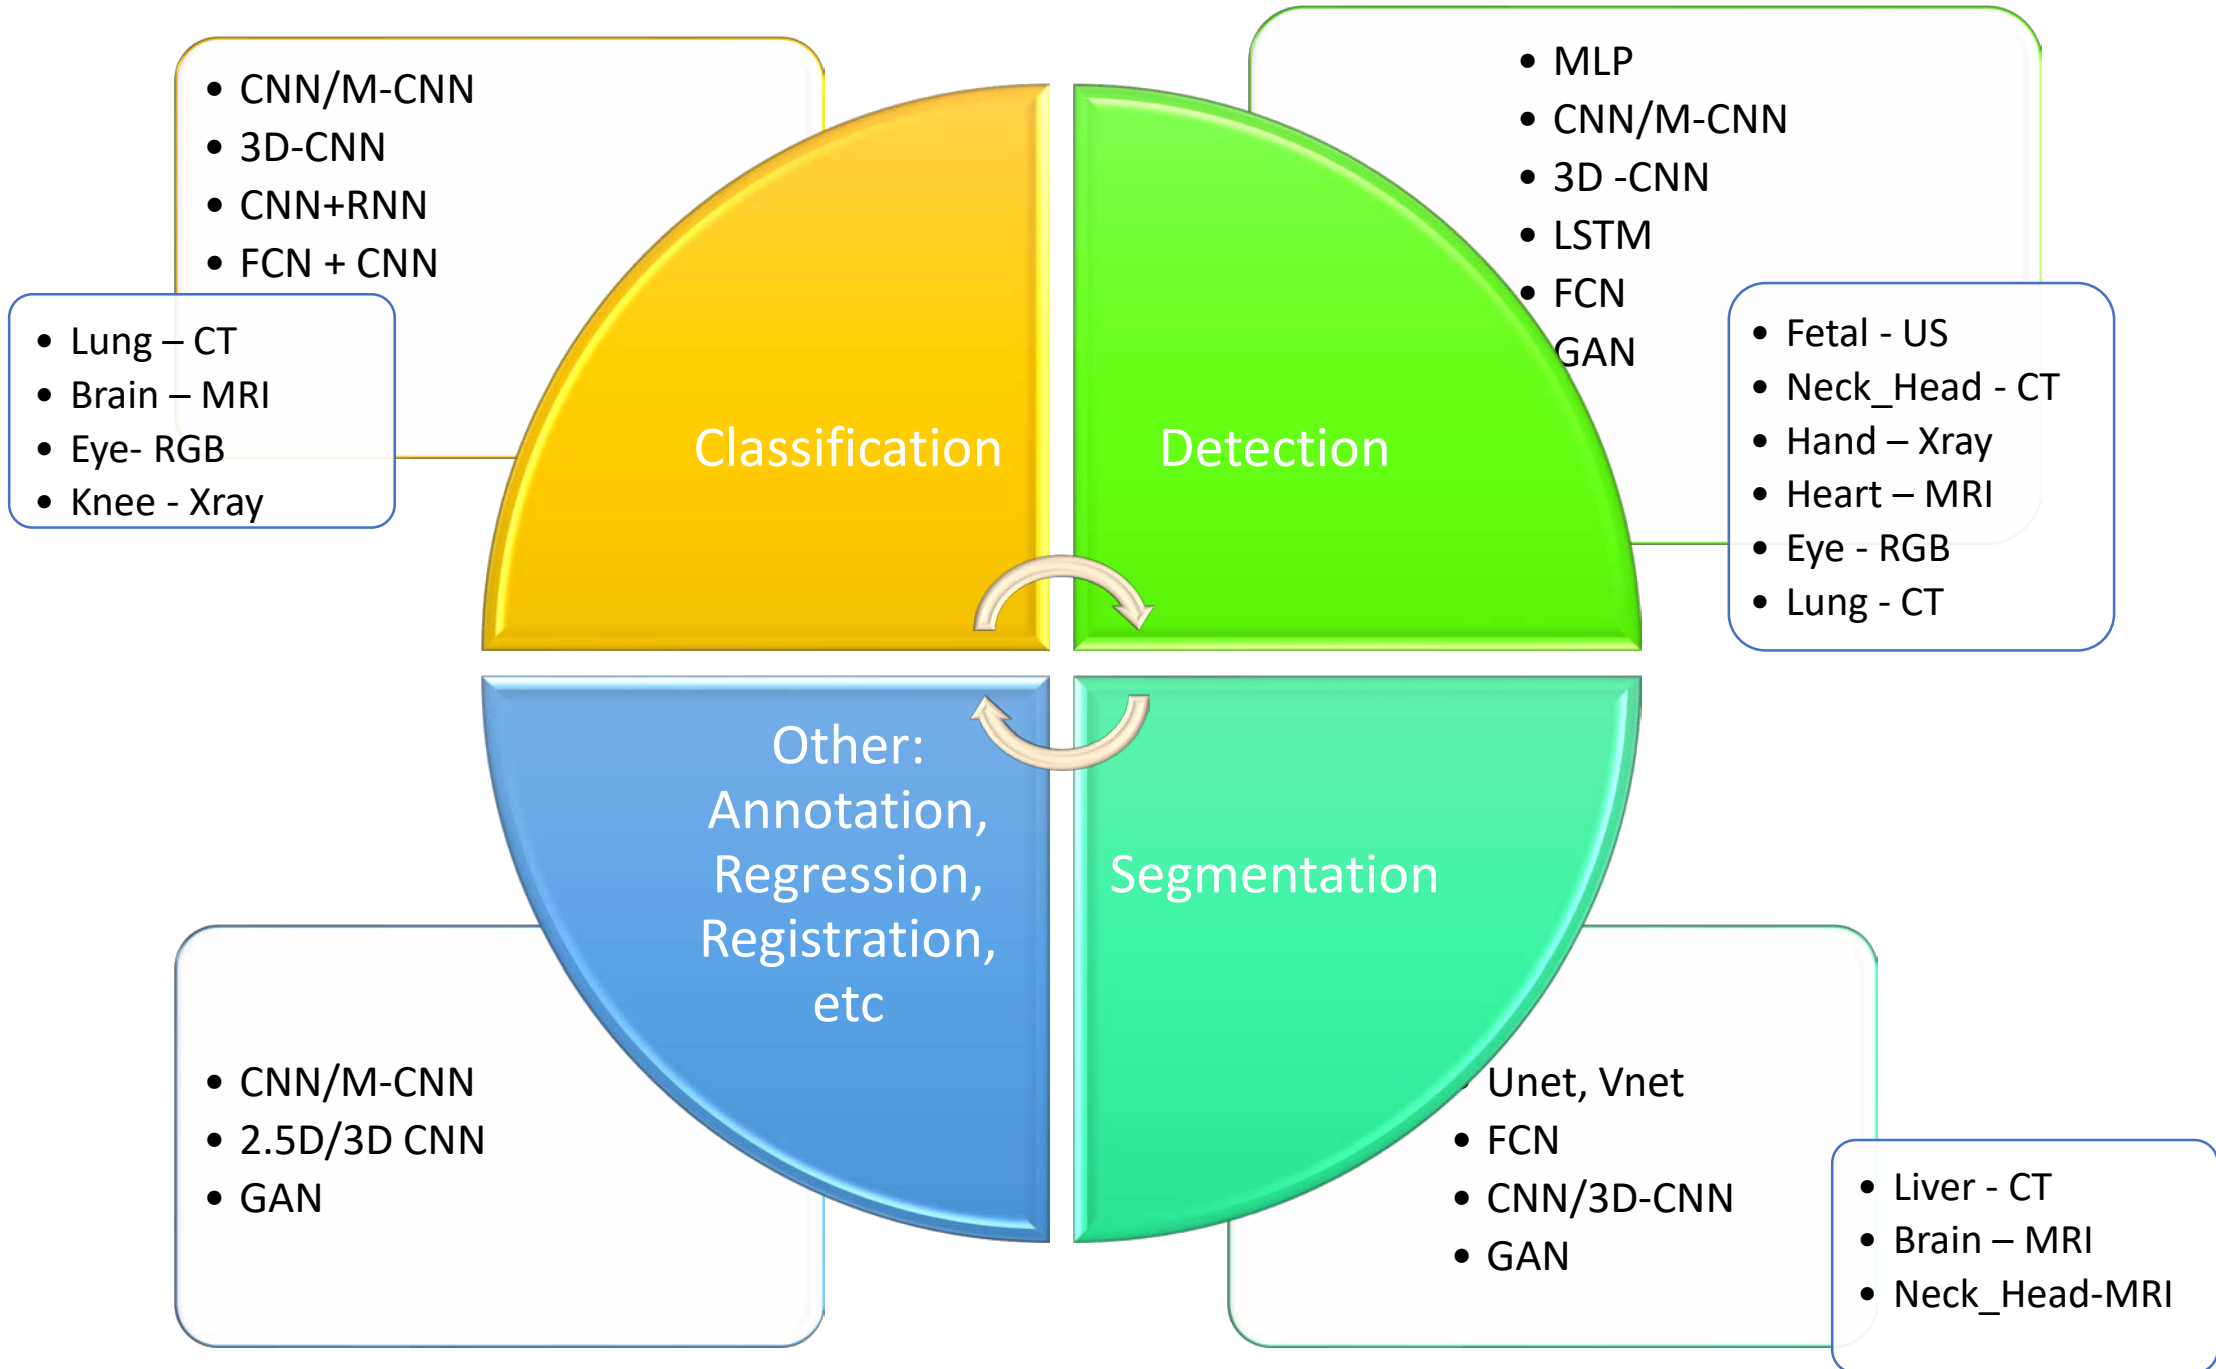 • CNN/M-CNN
• 3D-CNN
• CNN+RNN
• FCN + CNN
• Lung – CT
• Brain – MRI
• Eye- RGB
• Knee - Xray
Classification
• MLP
• CNN/M-CNN
• 3D -CNN
• LSTM
• FCN
GAN
• Fetal - US
• Neck_Head - CT
• Hand – Xray
• Heart – MRI
• Eye - RGB
• Lung - CT
Detection
Other:
Annotation,
Regression,
Registration,
etc
• CNN/M-CNN
• 2.5D/3D CNN
• GAN
Segmentation
• Unet, Vnet
• FCN
• CNN/3D-CNN
• GAN
• Liver - CT
• Brain – MRI
• Neck_Head-MRI